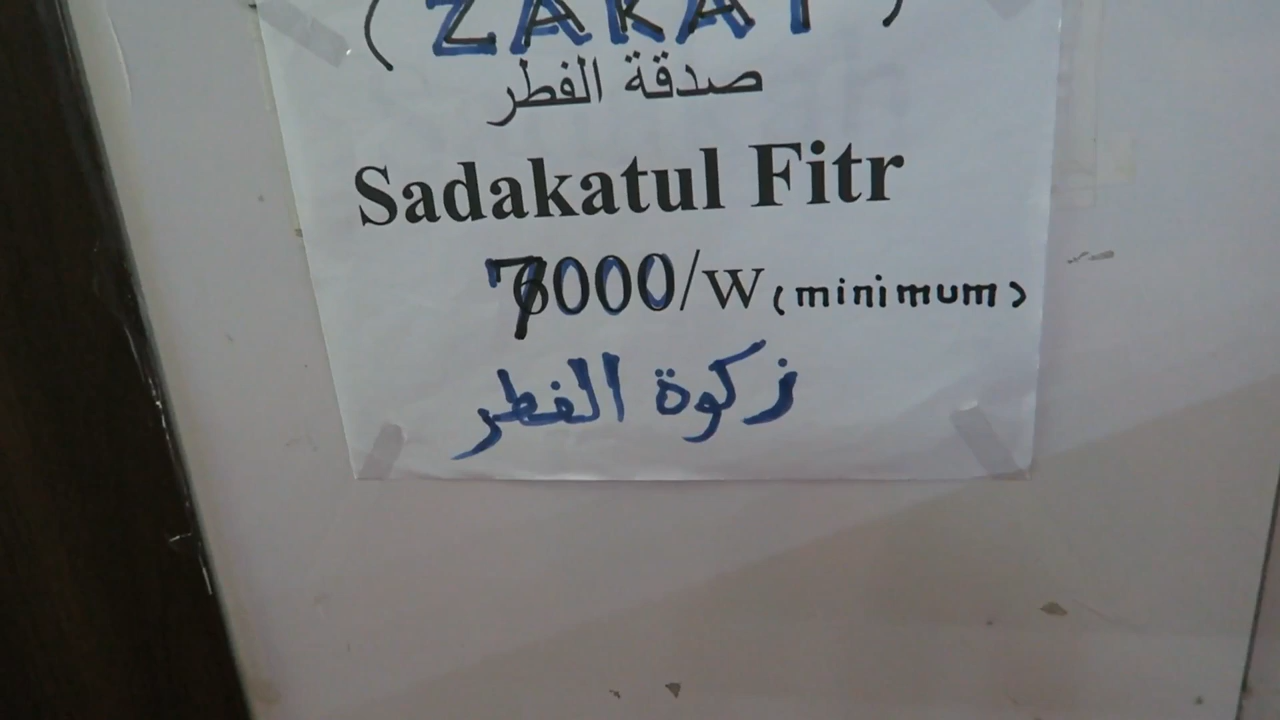 (ZAKAT)
صدقة الفطر
Sadakatul Fitr
7000/w (minimum)
زكوة الفطر